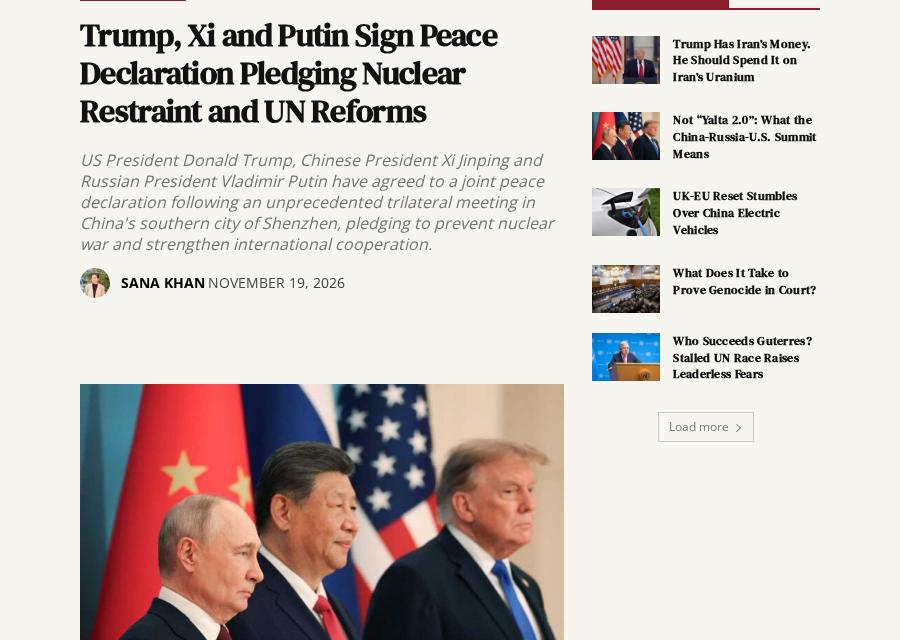 Trump, Xi and Putin Sign Peace
Declaration Pledging Nuclear
Restraint and UN Reforms
US President Donald Trump, Chinese President Xi Jinping and
Russian President Vladimir Putin have agreed to a joint peace
declaration following an unprecedented trilateral meeting in
China's southern city of Shenzhen, pledging to prevent nuclear
war and strengthen international cooperation.
SANA KHAN NOVEMBER 19, 2026
Trump Has Iran's Money.
He Should Spend It on
Iran's Uranium
Not “Yalta 2.0”: What the
China-Russia-U.S. Summit
Means
UK-EU Reset Stumbles
Over China Electric
Vehicles
What Does It Take to
Prove Genocide in Court?
Who Succeeds Guterres?
Stalled UN Race Raises
Leaderless Fears
Load more